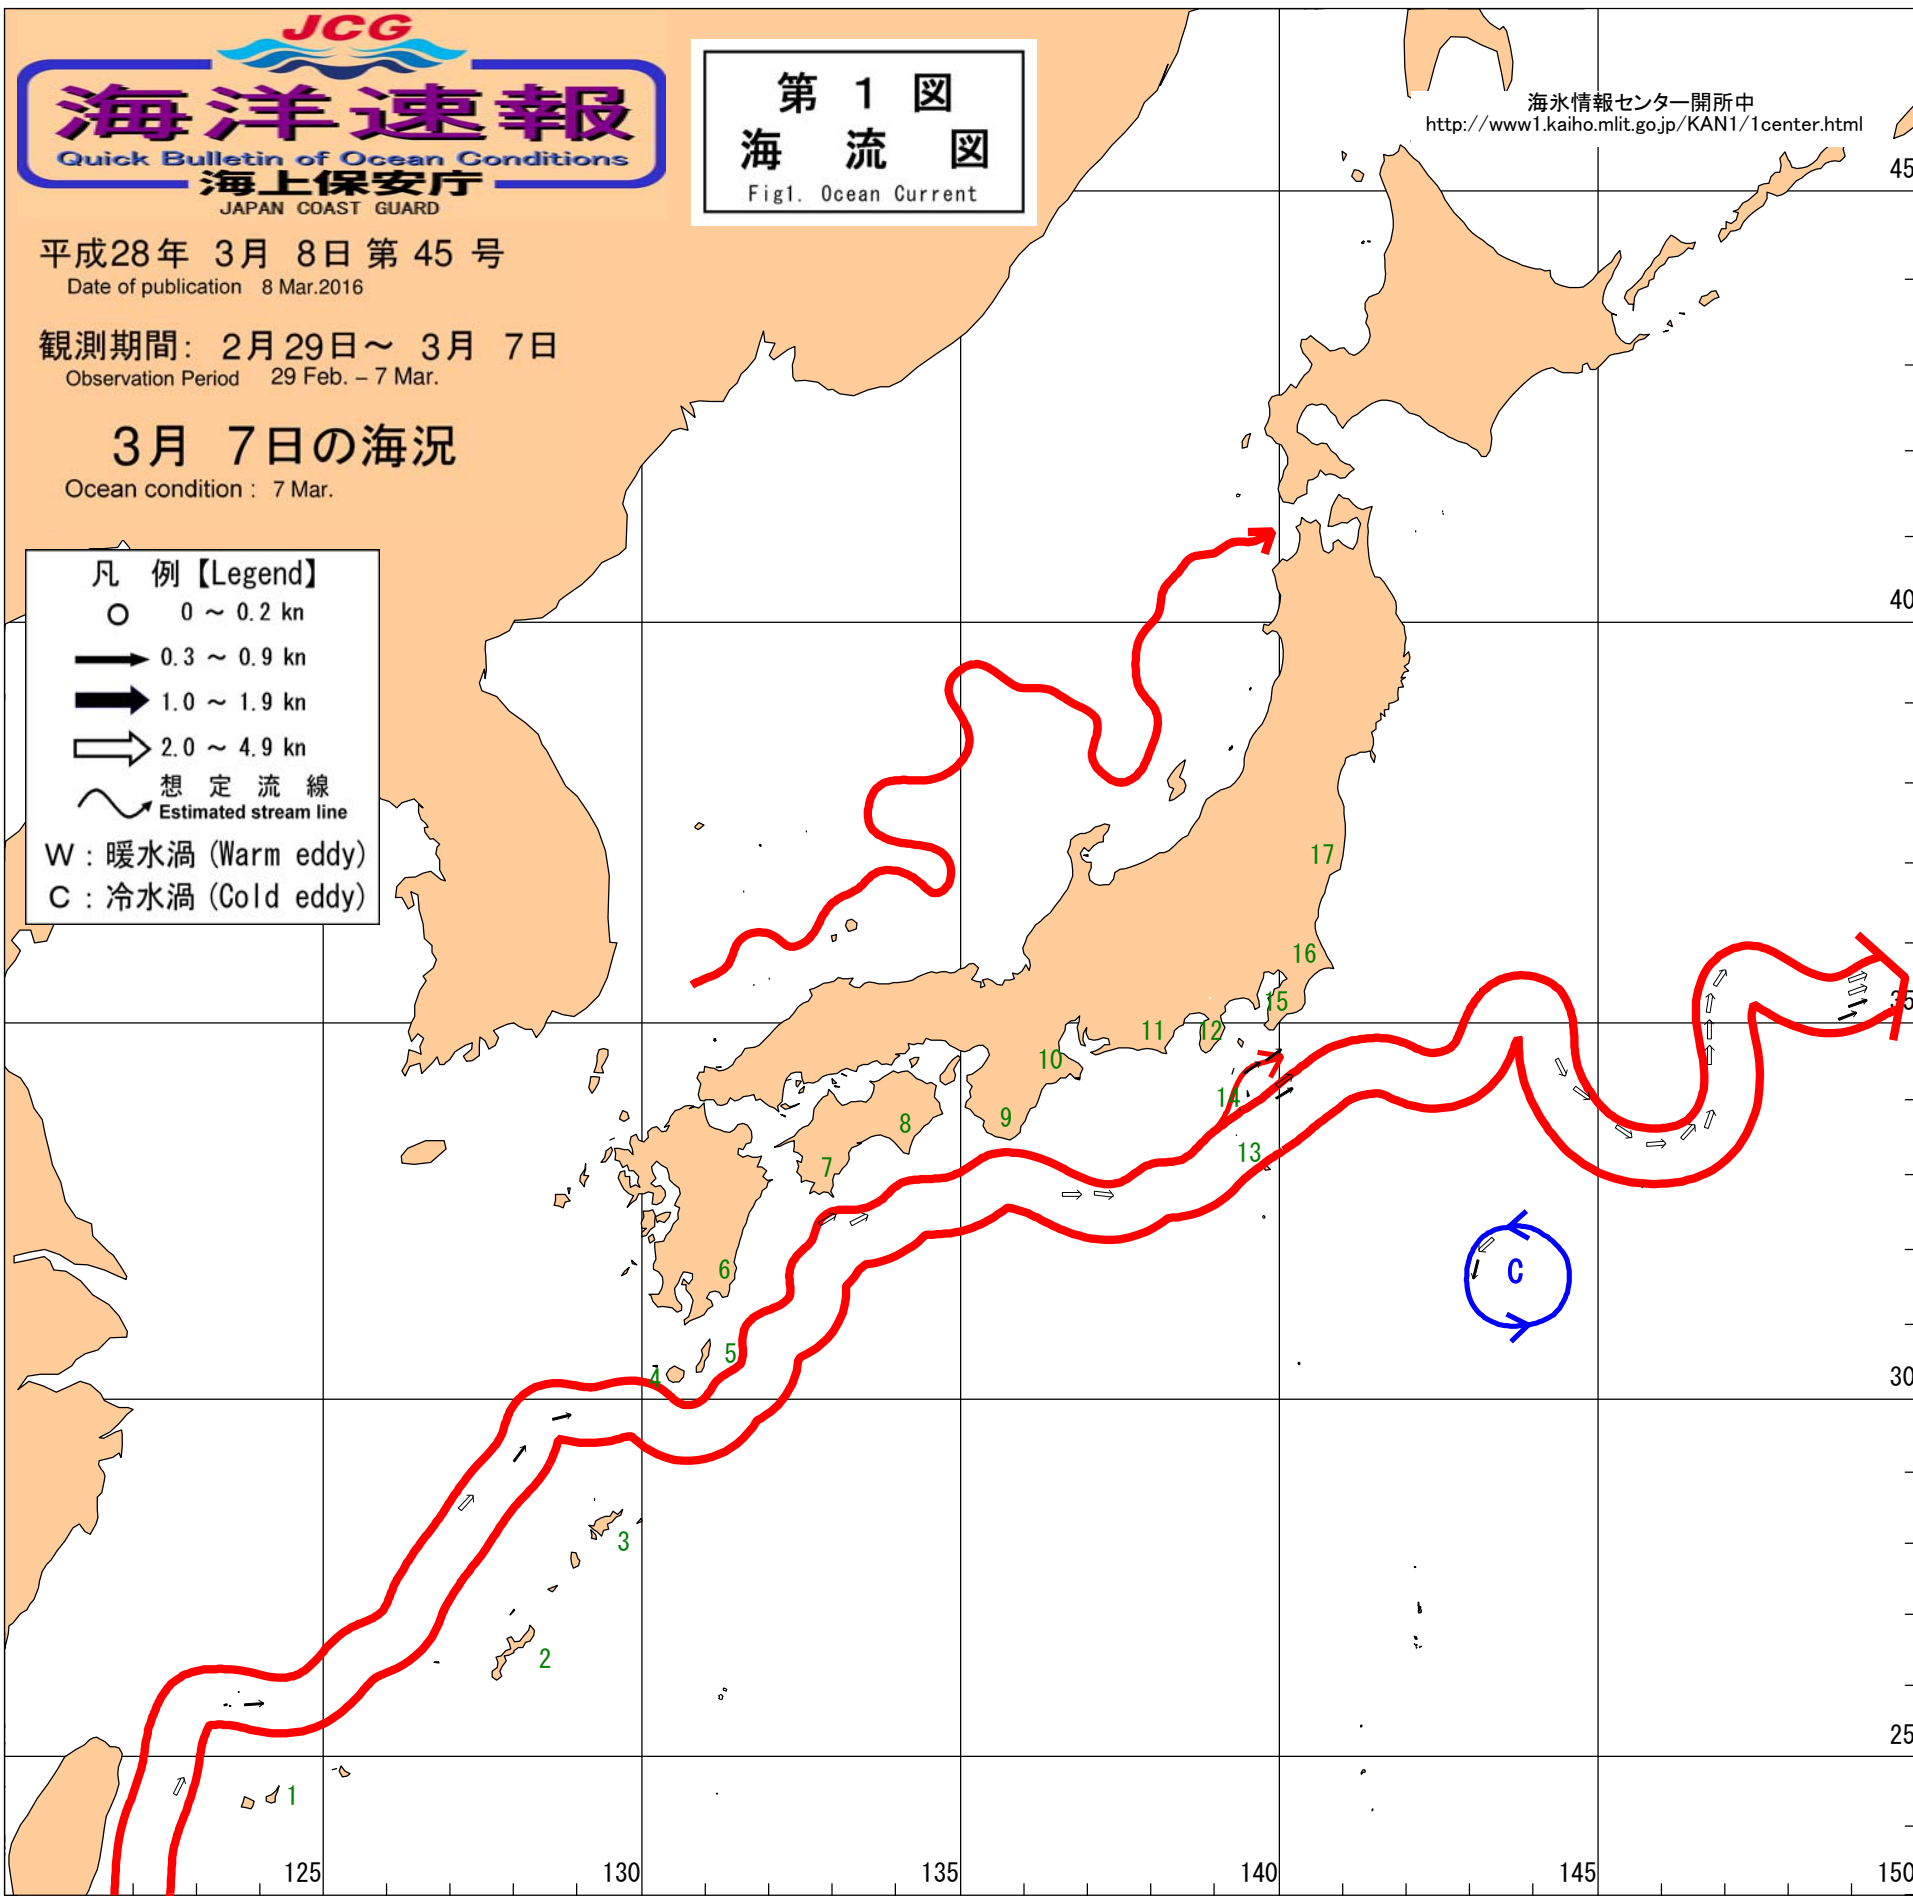 JCG
海洋速報
Quick Bulletin of Ocean Conditions
海上保安庁
JAPAN COAST GUARD
第 1 図
海 流 図
Fig1. Ocean Current
海氷情報センター開所中
http://www1.kaiho.mlit.go.jp/KAN1/1center.html
平成28年 3月 8日 第 45 号
Date of publication 8 Mar.2016
観測期間: 2月29日～ 3月 7日
Observation Period 29 Feb. – 7 Mar.
3月 7日の海況
Ocean condition : 7 Mar.
凡 例【Legend】
0 ～ 0.2 kn
0.3 ～ 0.9 kn
1.0 ～ 1.9 kn
2.0 ～ 4.9 kn
想 定 流 線
Estimated stream line
W : 暖水渦 (Warm eddy)
C : 冷水渦 (Cold eddy)
45
40
17
16
15
35
11
12
10
14
9
8
13
7
6
C
5
4
30
3
2
25
1
125
130
135
140
145
150